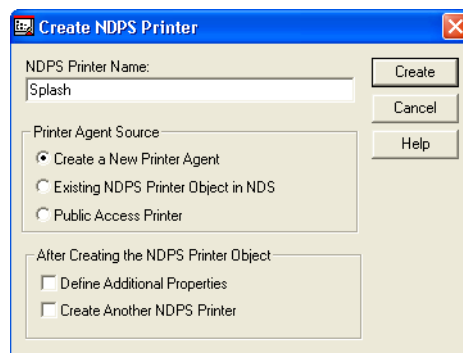 Create NDPS Printer
NDPS Printer Name:
Splash
Create
Cancel
Help
Printer Agent Source
Create a New Printer Agent
Existing NDPS Printer Object in NDS
Public Access Printer
After Creating the NDPS Printer Object
Define Additional Properties
Create Another NDPS Printer